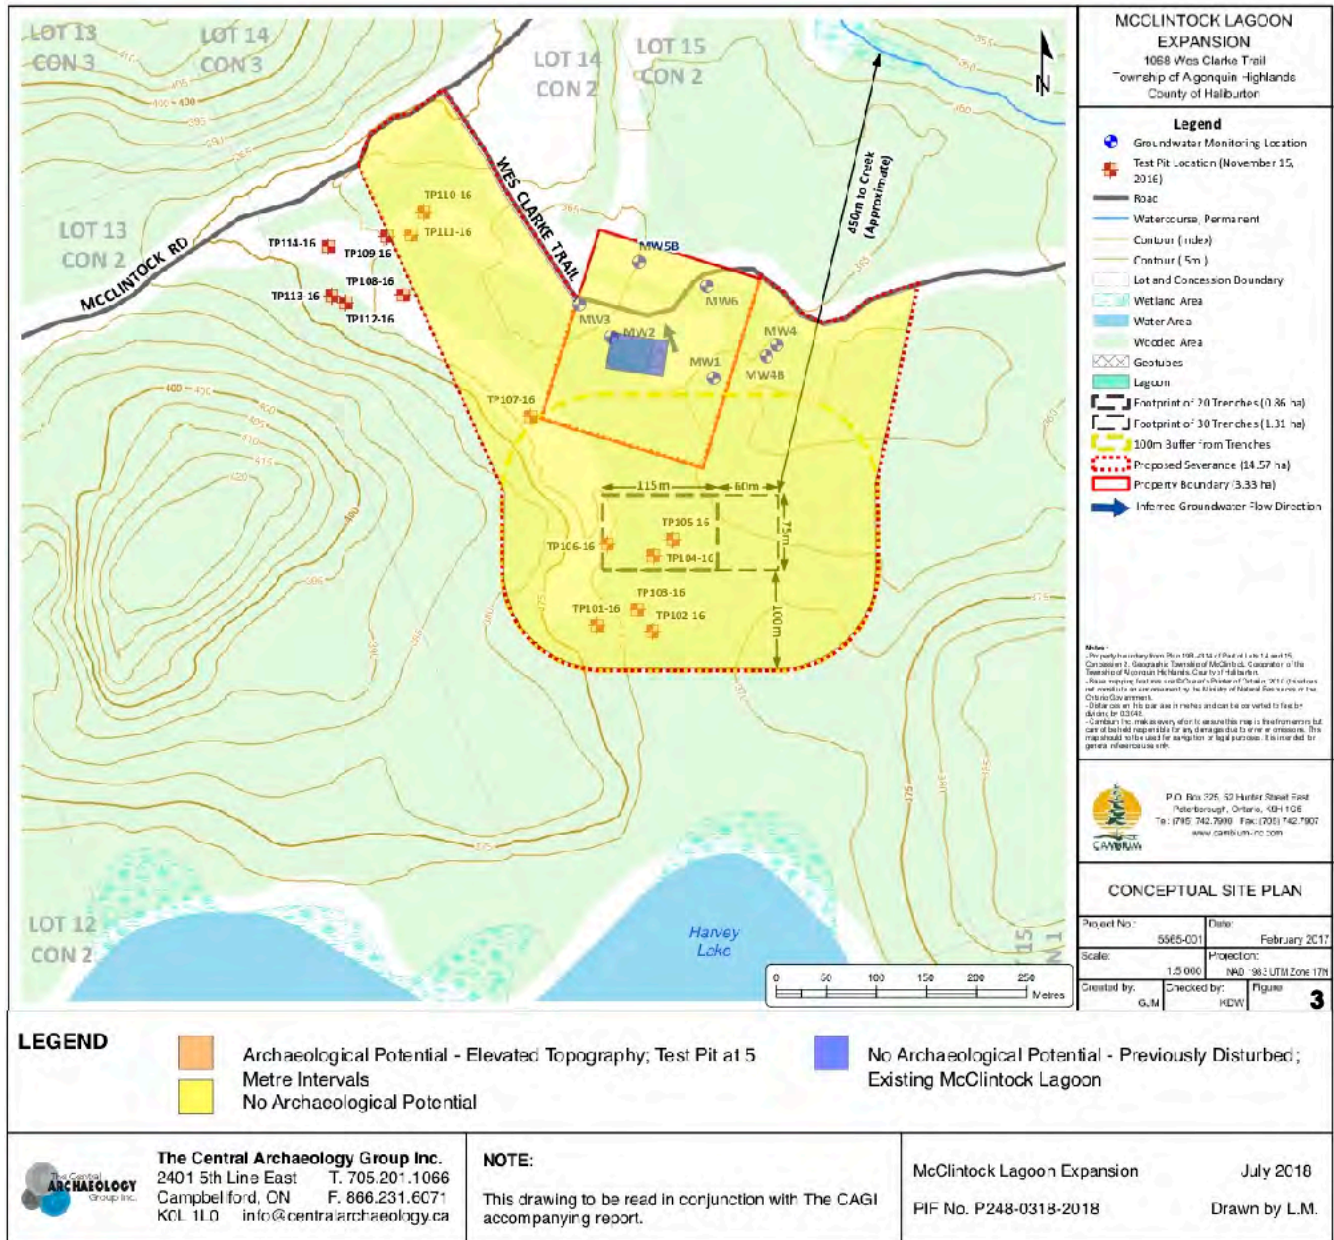 LOT 13
CON 3
LOT 14
CON 3
LOT 14
CON 2
LOT 15
CON 2
N
LOT 13
CON 2
MCCLINTOCK RD
WES CLARKE TRAIL
450m to Creek
(Approximate)
TP110-16
TP111-16
TP114-16
TP109-16
TP108-16
TP113-16
TP112-16
MW5B
MW6
MW3
MW2
MW4
MW1
MW4B
TP107-16
115m
60m
75m
TP105-16
TP106-16
TP104-16
TP103-16
TP101-16
TP102-16
100m
LOT 12
CON 2
Harvey
Lake
0 50 100 150 200 250
Metres
MCCLINTOCK LAGOON
EXPANSION
1068 Wes Clarke Trail
Township of Algonquin Highlands
County of Haliburton
Legend
Groundwater Monitoring Location
Test Pit Location (November 15,
2016)
Road
Watercourse, Permanent
Contour (Index)
Contour (5m)
Lot and Concession Boundary
Wetland Area
Water Area
Wooded Area
Geotubes
Lagoon
Footprint of 20 Trenches (0.86 ha)
Footprint of 30 Trenches (1.31 ha)
100m Buffer from Trenches
Proposed Severance (14.57 ha)
Property Boundary (3.33 ha)
Inferred Groundwater Flow Direction
Notes:
P.O. Box 325, 52 Hunter Street East
Peterborough, Ontario, K9H 1G5
Tel: (705) 742.7900 Fax: (705) 742.7907
www.cambium-inc.com
CAMBIUM
CONCEPTUAL SITE PLAN
Project No.: Date:
5565-001 February 2017
Scale: Projection:
1:5 000 NAD 1983 UTM Zone 17N
Created by: Checked by: Figure
GJM KDW 3
LEGEND
Archaeological Potential - Elevated Topography; Test Pit at 5
Metre Intervals
No Archaeological Potential
No Archaeological Potential - Previously Disturbed;
Existing McClintock Lagoon
The Central
ARCHAEOLOGY
Group Inc.
The Central Archaeology Group Inc.
2401 5th Line East T. 705.201.1066
Campbellford, ON F. 866.231.6071
K0L 1L0 info@centralarchaeology.ca
NOTE:
This drawing to be read in conjunction with The CAGI
accompanying report.
McClintock Lagoon Expansion July 2018
PIF No. P248-0318-2018 Drawn by L.M.